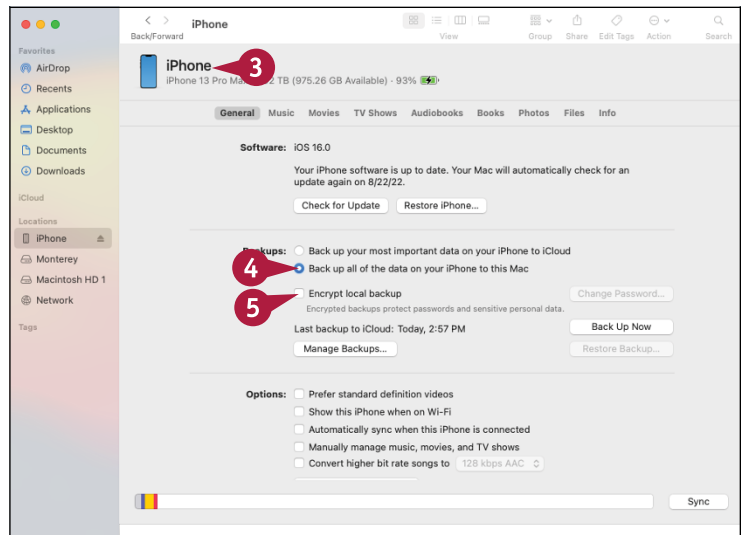 iPhone
Back/Forward
View
Group
Share
Edit Tags
Action
Search
Favorites
AirDrop
Recents
Applications
Desktop
Documents
Downloads
iCloud
Locations
iPhone
Monterey
Macintosh HD 1
Network
Tags
iPhone
3
iPhone 13 Pro 2 TB (975.26 GB Available) · 93%
General Music Movies TV Shows Audiobooks Books Photos Files Info
Software: iOS 16.0
Your iPhone software is up to date. Your Mac will automatically check for an
update again on 8/22/22.
Check for Update
Restore iPhone...
Backups: Back up your most important data on your iPhone to iCloud
4
Back up all of the data on your iPhone to this Mac
5
Encrypt local backup
Change Password...
Encrypted backups protect passwords and sensitive personal data.
Last backup to iCloud: Today, 2:57 PM
Back Up Now
Manage Backups...
Restore Backup...
Options: Prefer standard definition videos
Show this iPhone when on Wi-Fi
Automatically sync when this iPhone is connected
Manually manage music, movies, and TV shows
Convert higher bit rate songs to 128 kbps AAC
Sync